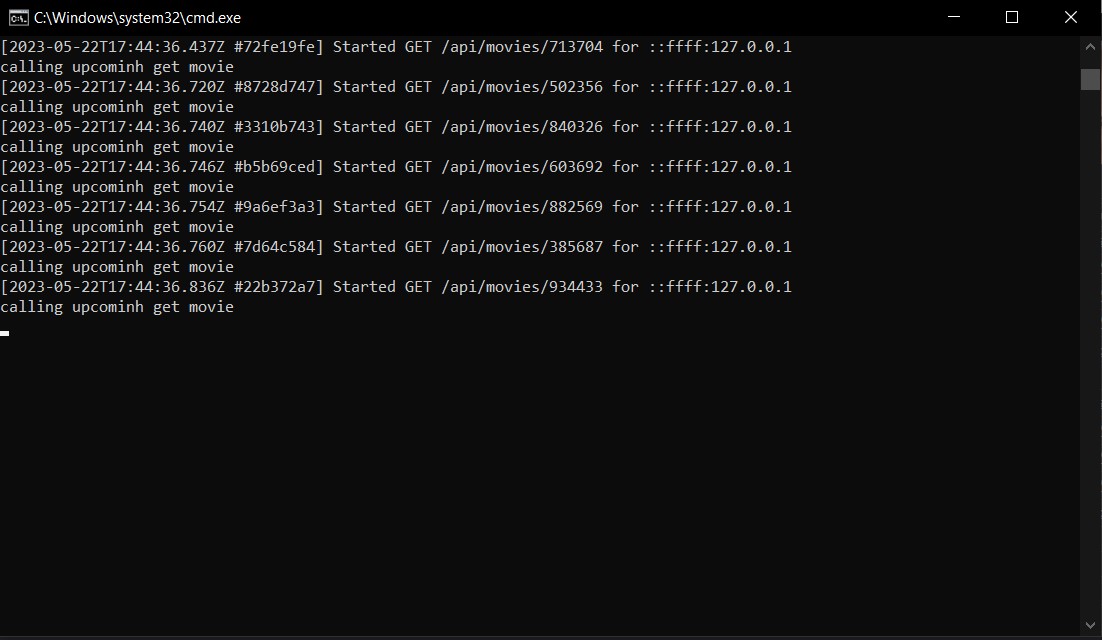 C:\Windows\system32\cmd.exe
[2023-05-22T17:44:36.437Z #72fe19fe] Started GET /api/movies/713704 for ::ffff:127.0.0.1
calling upcominh get movie
[2023-05-22T17:44:36.720Z #8728d747] Started GET /api/movies/502356 for ::ffff:127.0.0.1
calling upcominh get movie
[2023-05-22T17:44:36.740Z #3310b743] Started GET /api/movies/840326 for ::ffff:127.0.0.1
calling upcominh get movie
[2023-05-22T17:44:36.746Z #b5b69ced] Started GET /api/movies/603692 for ::ffff:127.0.0.1
calling upcominh get movie
[2023-05-22T17:44:36.754Z #9a6ef3a3] Started GET /api/movies/882569 for ::ffff:127.0.0.1
calling upcominh get movie
[2023-05-22T17:44:36.760Z #7d64c584] Started GET /api/movies/385687 for ::ffff:127.0.0.1
calling upcominh get movie
[2023-05-22T17:44:36.836Z #22b372a7] Started GET /api/movies/934433 for ::ffff:127.0.0.1
calling upcominh get movie